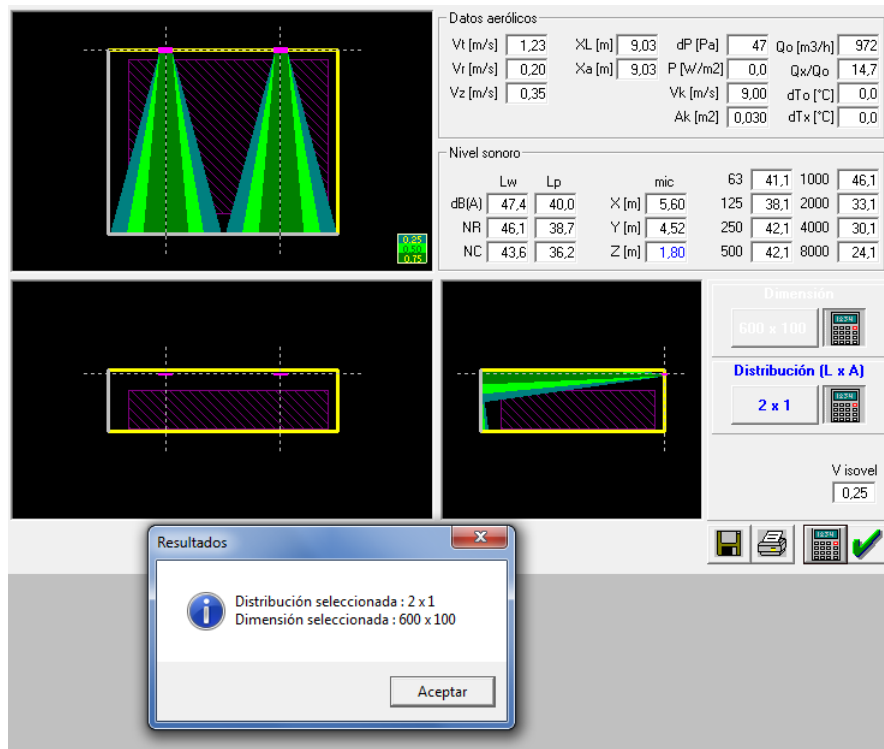 Datos aerólicos
Vt [m/s] 1,23 XL [m] 9,03 dP [Pa] 47 Qo [m3/h] 972
Vr [m/s] 0,20 Xa [m] 9,03 P [W/m2] 0,0 Qx/Qo 14,7
Vz [m/s] 0,35 Vk [m/s] 9,00 dTo [°C] 0,0
Ak [m2] 0,030 dTx [°C] 0,0
Nivel sonoro
Lw Lp mic 63 41,1 1000 46,1
dB(A) 47,4 40,0 X [m] 5,60 125 38,1 2000 33,1
NR 46,1 38,7 Y [m] 4,52 250 42,1 4000 30,1
NC 43,6 36,2 Z [m] 1,80 500 42,1 8000 24,1
0.25
0.50
0.75
Dimensión
600 x 100
1234
Distribución (L x A)
2 x 1
1234
V isovel
0,25
1234
Resultados
Distribución seleccionada : 2 x 1
Dimensión seleccionada : 600 x 100
Aceptar